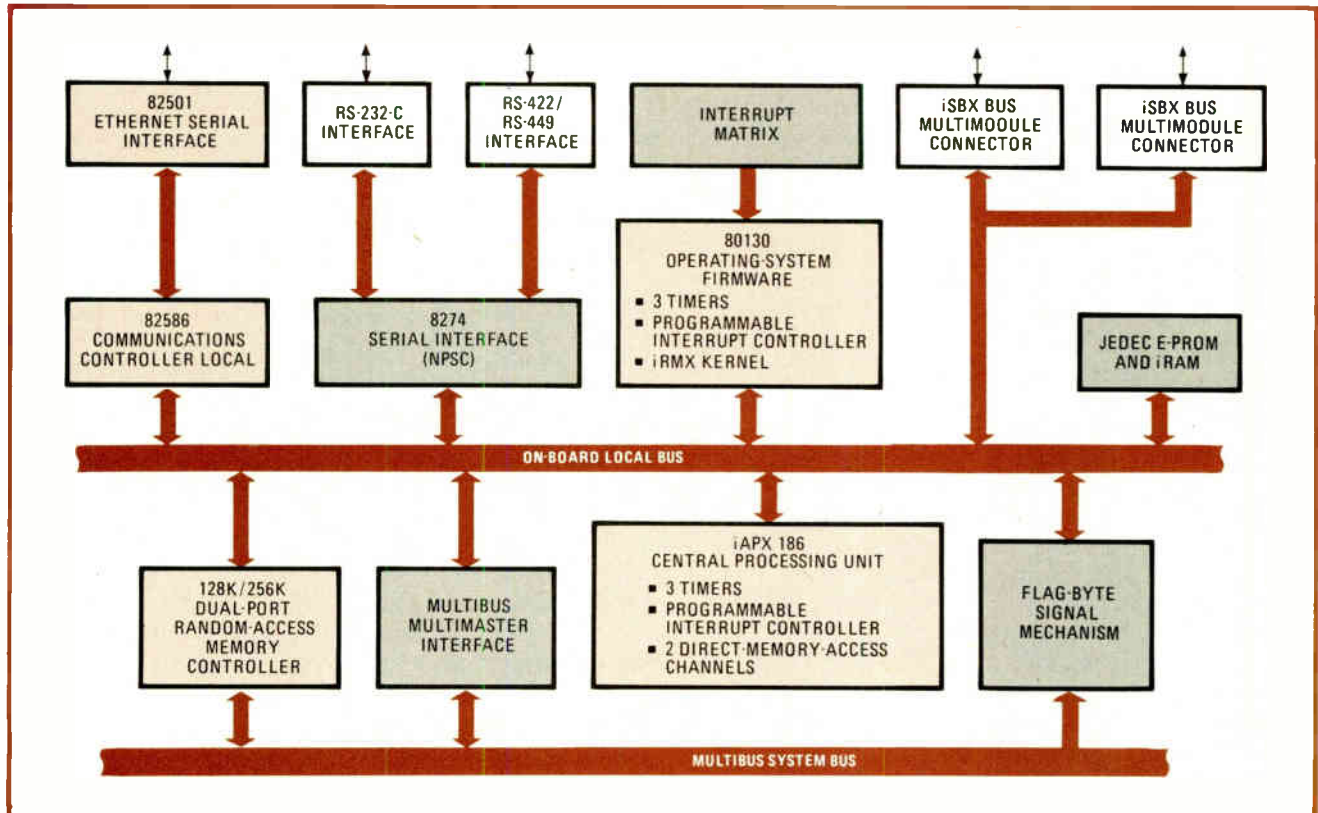 82501
ETHERNET SERIAL
INTERFACE
RS-232-C
INTERFACE
RS-422/
RS-449
INTERFACE
INTERRUPT
MATRIX
iSBX BUS
MULTIMOOULE
CONNECTOR
iSBX BUS
MULTIMODULE
CONNECTOR
80130
OPERATING-SYSTEM
FIRMWARE
▪ 3 TIMERS
▪ PROGRAMMABLE
INTERRUPT CONTROLLER
▪ iRMX KERNEL
82586
COMMUNICATIONS
CONTROLLER LOCAL
8274
SERIAL INTERFACE
(NPSC)
JEDEC E-PROM
AND iRAM
ON-BOARD LOCAL BUS
128K/256K
DUAL-PORT
RANDOM-ACCESS
MEMORY
CONTROLLER
MULTIBUS
MULTIMASTER
INTERFACE
iAPX 186
CENTRAL PROCESSING UNIT
▪ 3 TIMERS
▪ PROGRAMMABLE
INTERRUPT CONTROLLER
▪ 2 DIRECT-MEMORY-ACCESS
CHANNELS
FLAG-BYTE
SIGNAL
MECHANISM
MULTIBUS SYSTEM BUS